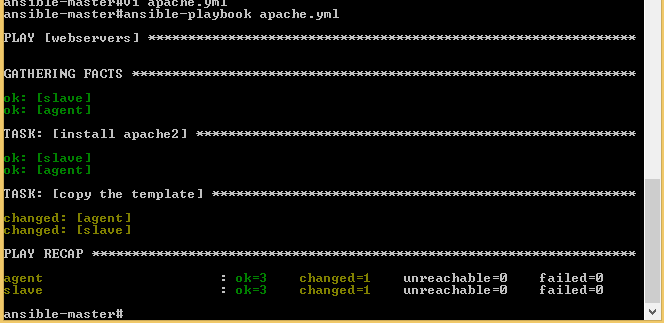 ansible-master#vi apache.yml
ansible-master#ansible-playbook apache.yml
PLAY [webservers] *************************************************************
GATHERING FACTS ***************************************************************
ok: [slave]
ok: [agent]
TASK: [install apache2] *******************************************************
ok: [slave]
ok: [agent]
TASK: [copy the template] *****************************************************
changed: [agent]
changed: [slave]
PLAY RECAP ********************************************************************
agent : ok=3 changed=1 unreachable=0 failed=0
slave : ok=3 changed=1 unreachable=0 failed=0
ansible-master#